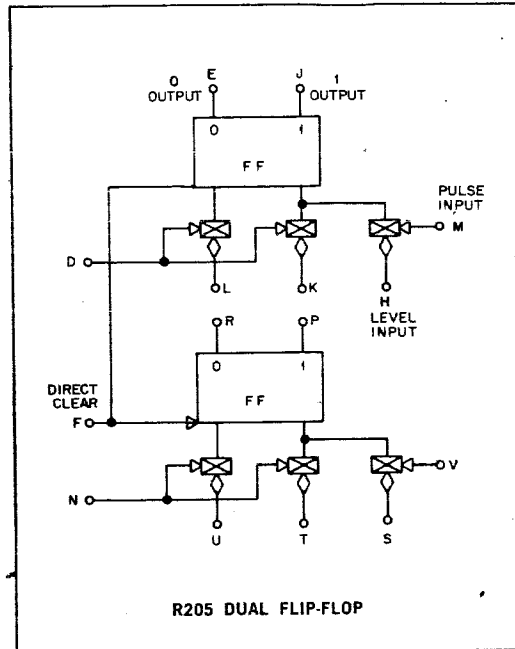 E J
0 OUTPUT
1 OUTPUT
0 1
FF
PULSE INPUT
M
D
L K
H
LEVEL INPUT
R P
0 1
FF
DIRECT CLEAR
F
N
V
U T S
R205 DUAL FLIP-FLOP